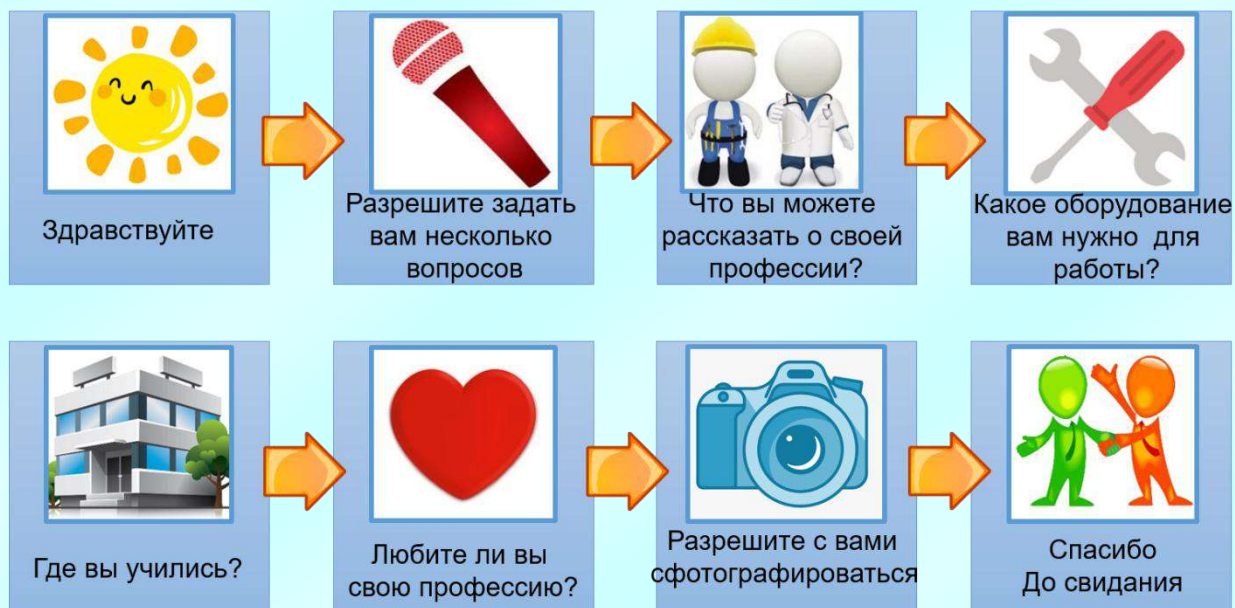 Здравствуйте
Разрешите задать
вам несколько
вопросов
Что вы можете
рассказать о своей
профессии?
Какое оборудование
вам нужно для
работы?
Где вы учились?
Любите ли вы
свою профессию?
Разрешите с вами
сфотографироваться
Спасибо
До свидания